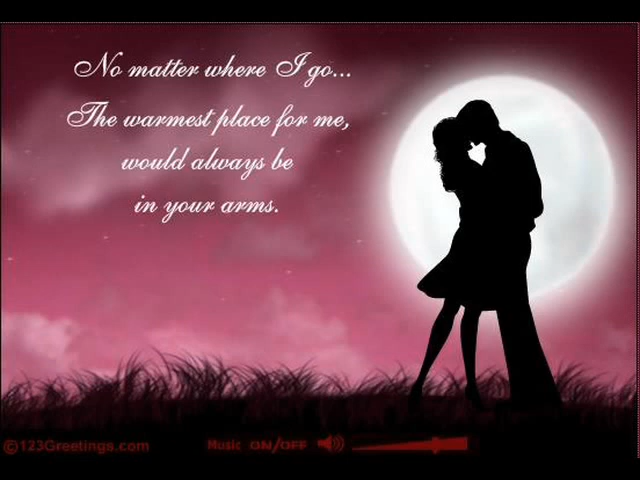 No matter where I go...
The warmest place for me,
would always be
in your arms.
©123Greetings.com
Music ON/OFF